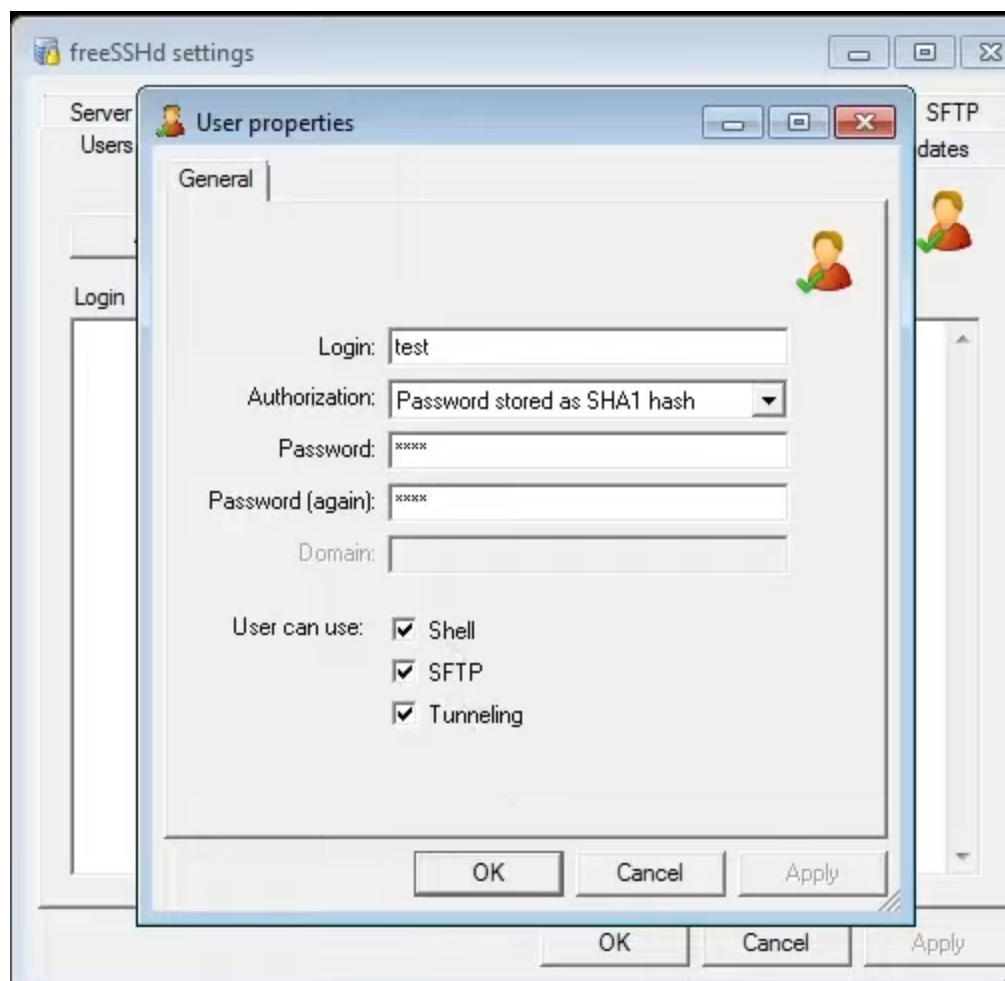 freeSSHd settings
Server
SFTP
Users
dates
User properties
General
Login
Login: test
Authorization: Password stored as SHA1 hash
Password: ****
Password (again): ****
Domain:
User can use: Shell
SFTP
Tunneling
OK Cancel Apply
OK Cancel Apply